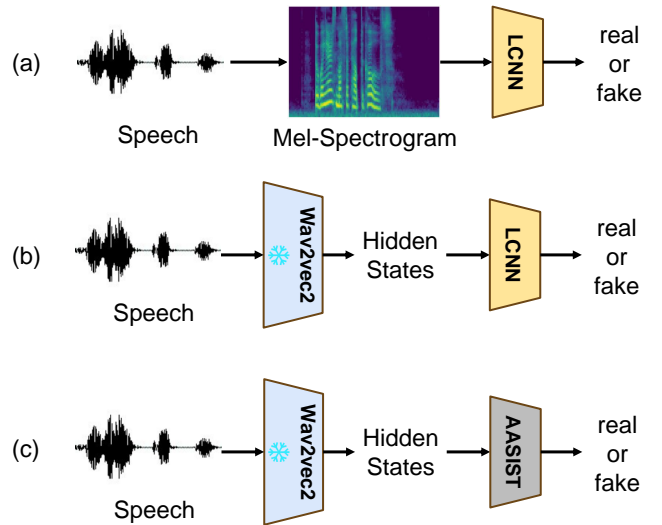 (a)
Speech
Mel-Spectrogram
LCNN
real
or
fake
(b)
Speech
Wav2vec2
Hidden
States
LCNN
real
or
fake
(c)
Speech
Wav2vec2
Hidden
States
AASIST
real
or
fake